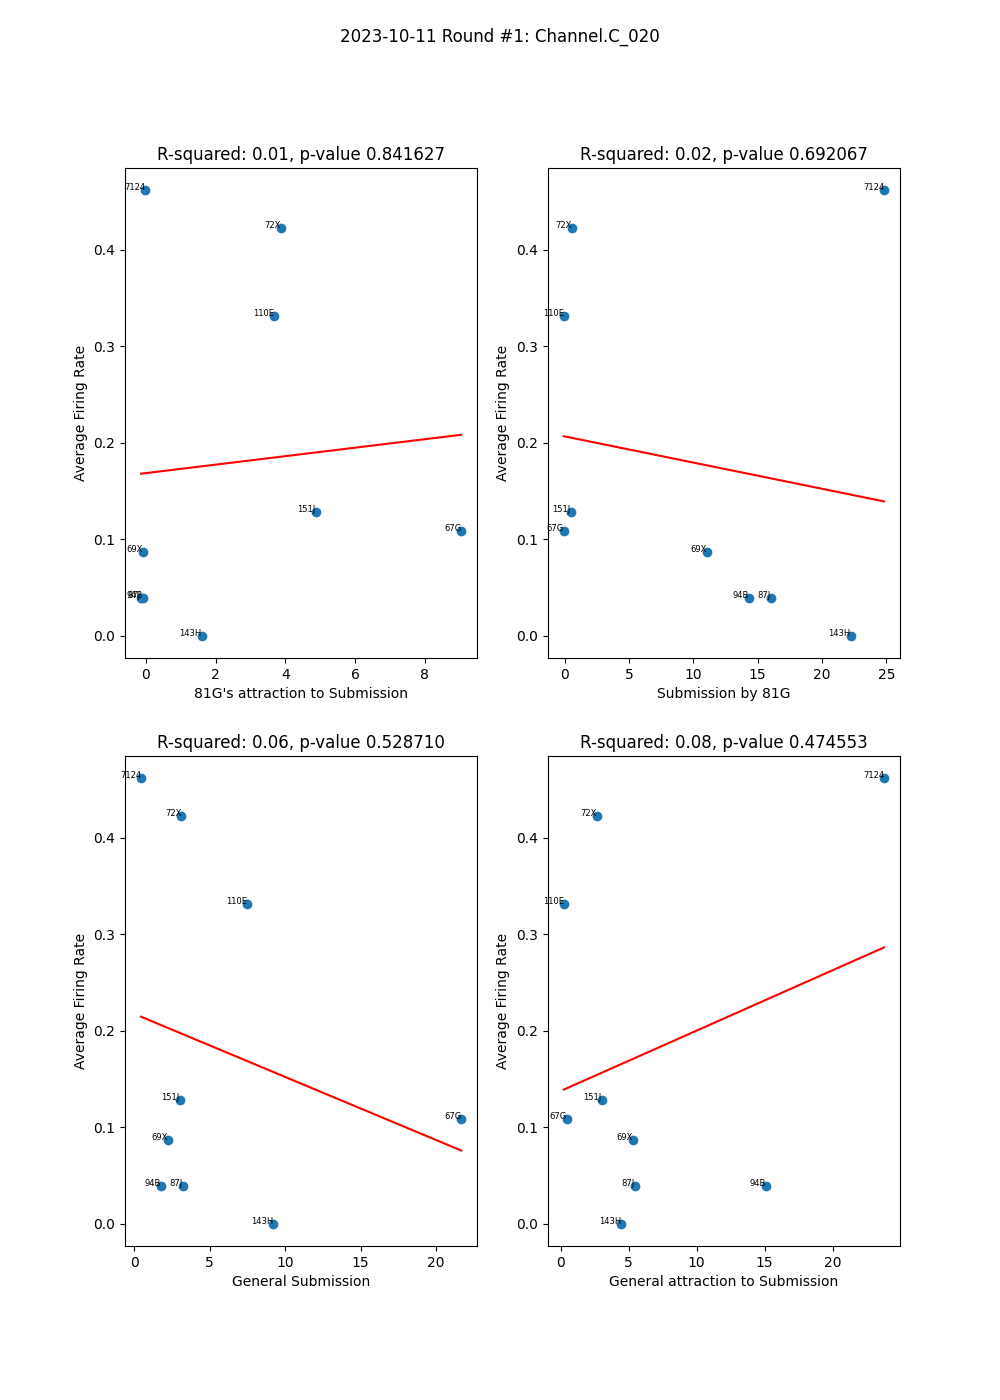 2023-10-11 Round #1: Channel.C_020
R-squared: 0.01, p-value 0.841627
R-squared: 0.02, p-value 0.692067
7124
72X
110E
151J
67G
69X
94B
143H
0.4
0.3
0.2
0.1
0.0
Average Firing Rate
0 2 4 6 8
81G's attraction to Submission
7124
72X
110E
151J
67G
69X
94B
87J
143H
0.4
0.3
0.2
0.1
0.0
Average Firing Rate
0 5 10 15 20 25
Submission by 81G
R-squared: 0.06, p-value 0.528710
R-squared: 0.08, p-value 0.474553
7124
72X
110E
151J
67G
69X
94B
87J
143H
0.4
0.3
0.2
0.1
0.0
Average Firing Rate
0 5 10 15 20
General Submission
7124
72X
110E
151J
67G
69X
87J
94B
143H
0.4
0.3
0.2
0.1
0.0
Average Firing Rate
0 5 10 15 20
General attraction to Submission